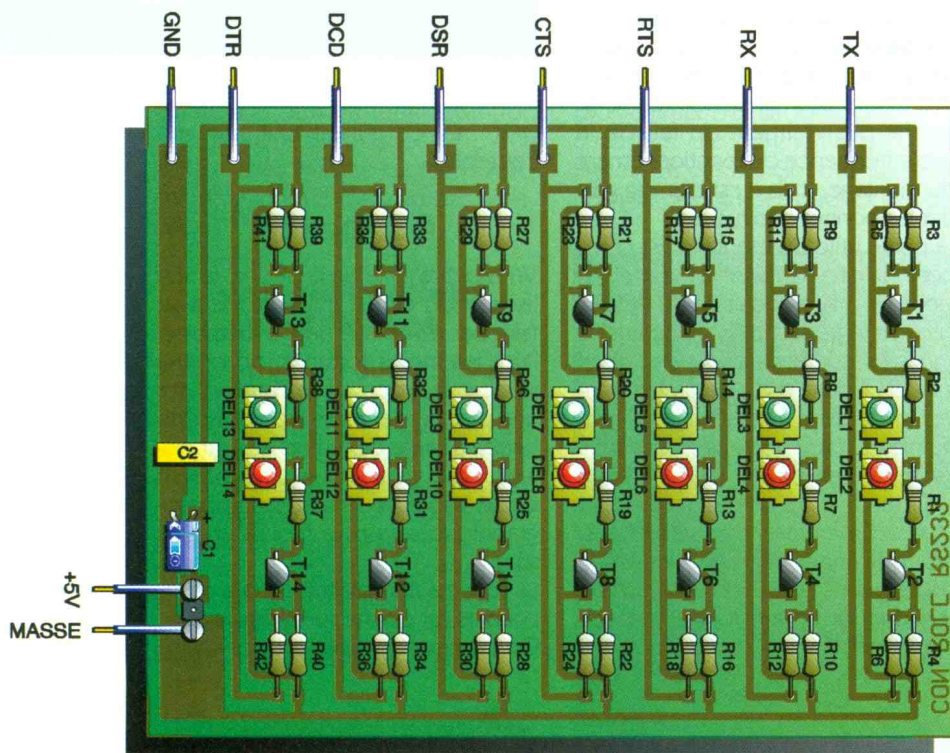 GND
DTR
DCD
DSR
CTS
RTS
RX
TX
R41
R39
R35
R33
R29
R27
R23
R21
R17
R15
R11
R9
R5
R3
T13
T11
T9
T7
T5
T3
T1
R38
R32
R26
R20
R14
R8
R2
DEL13
DEL11
DEL9
DEL7
DEL5
DEL3
DEL1
C2
DEL14
DEL12
DEL10
DEL8
DEL6
DEL4
DEL2
R37
R31
R25
R19
R13
R7
R1
+
C1
T14
T12
T10
T8
T6
T4
T2
+5V
MASSE
R42
R40
R36
R34
R30
R28
R24
R22
R18
R16
R12
R10
R6
R4
RS232